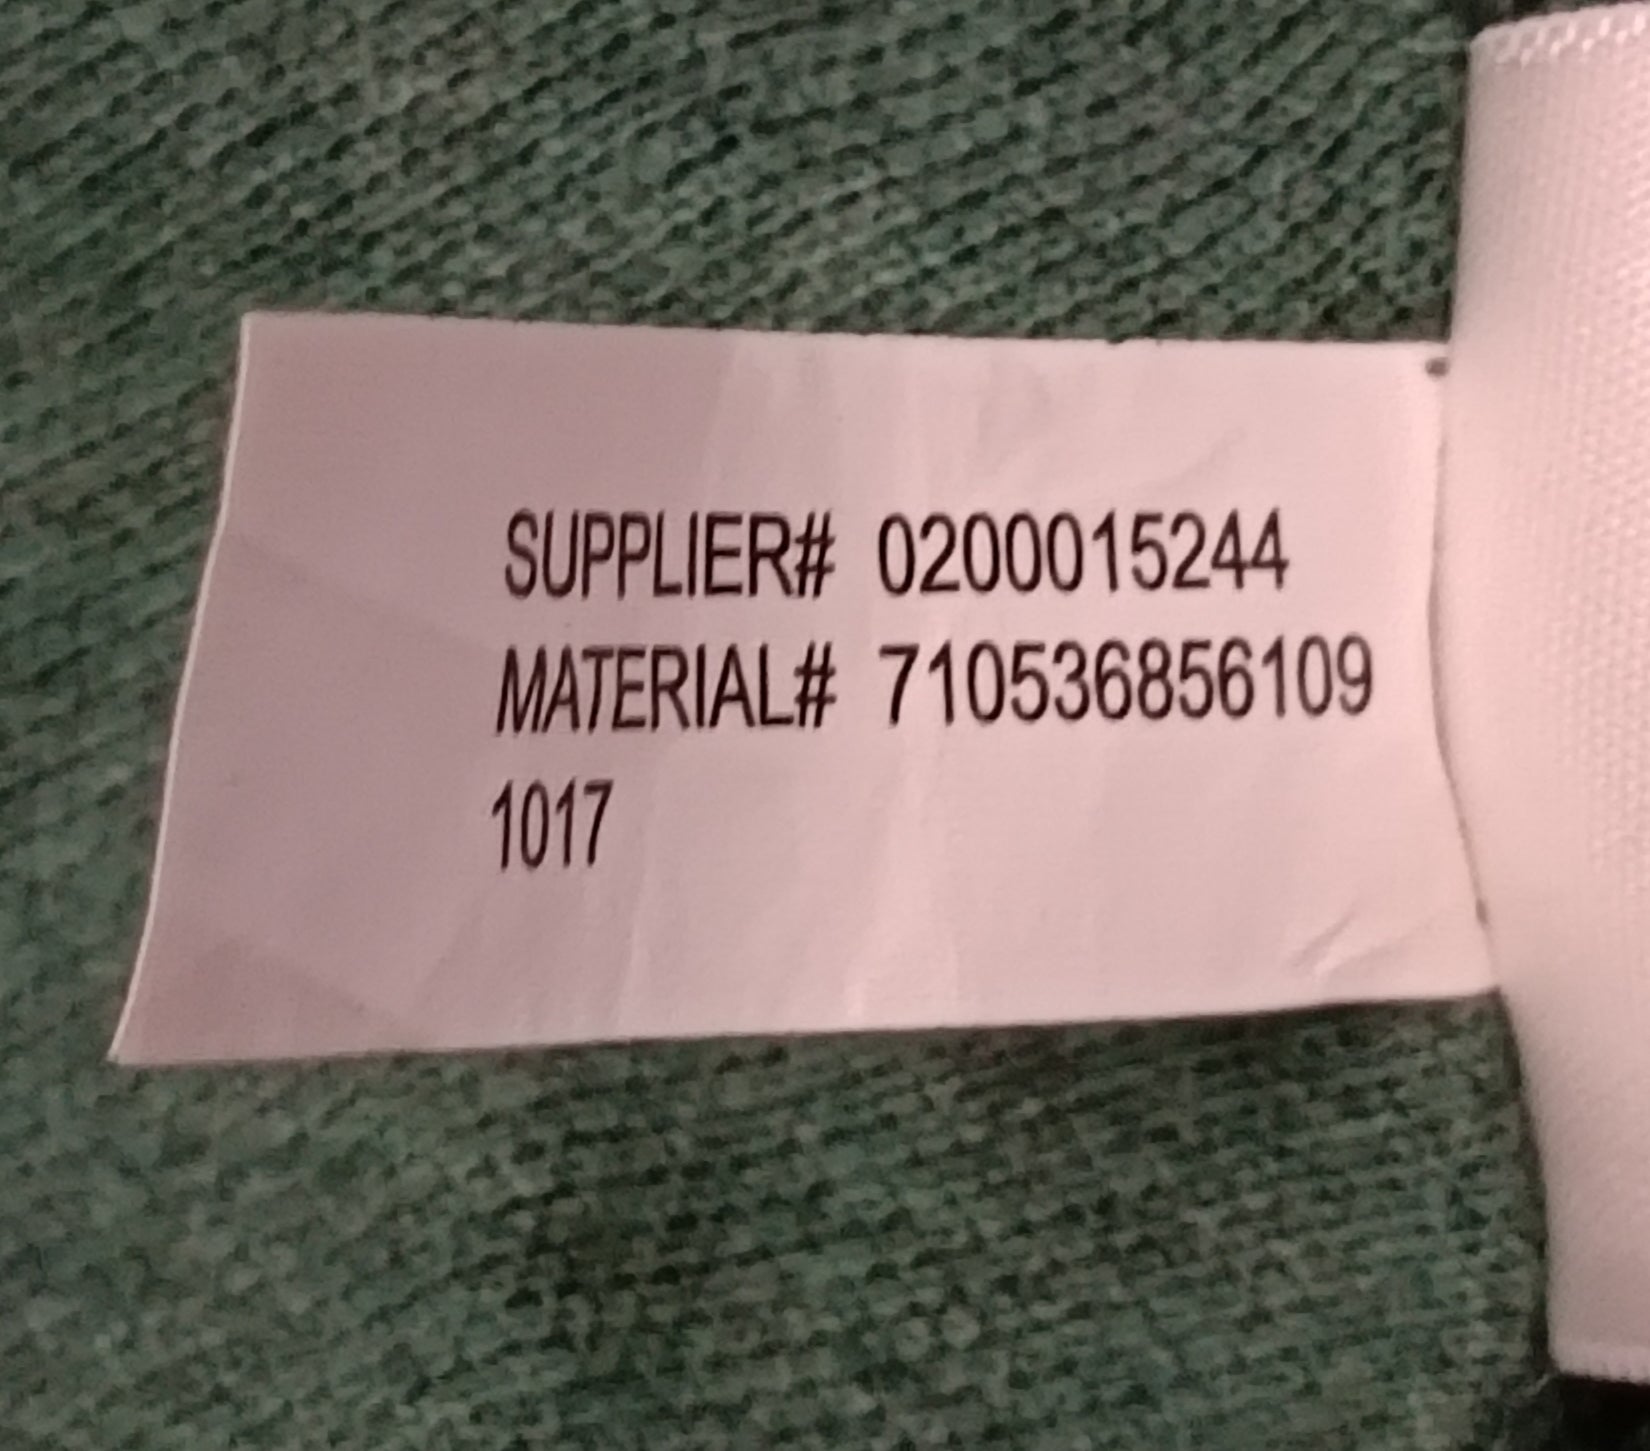 SUPPLIER# 0200015244
MATERIAL# 710536856109
1017